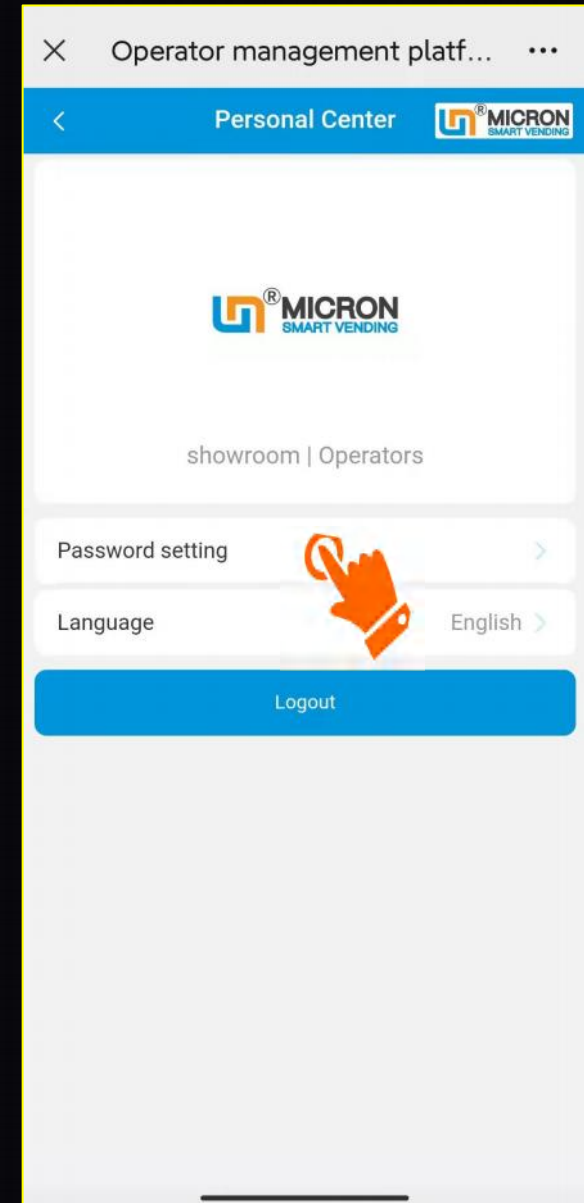 Operator management platf...
Personal Center
® MICRON
SMART VENDING
® MICRON
SMART VENDING
showroom | Operators
Password setting
Language English
Logout